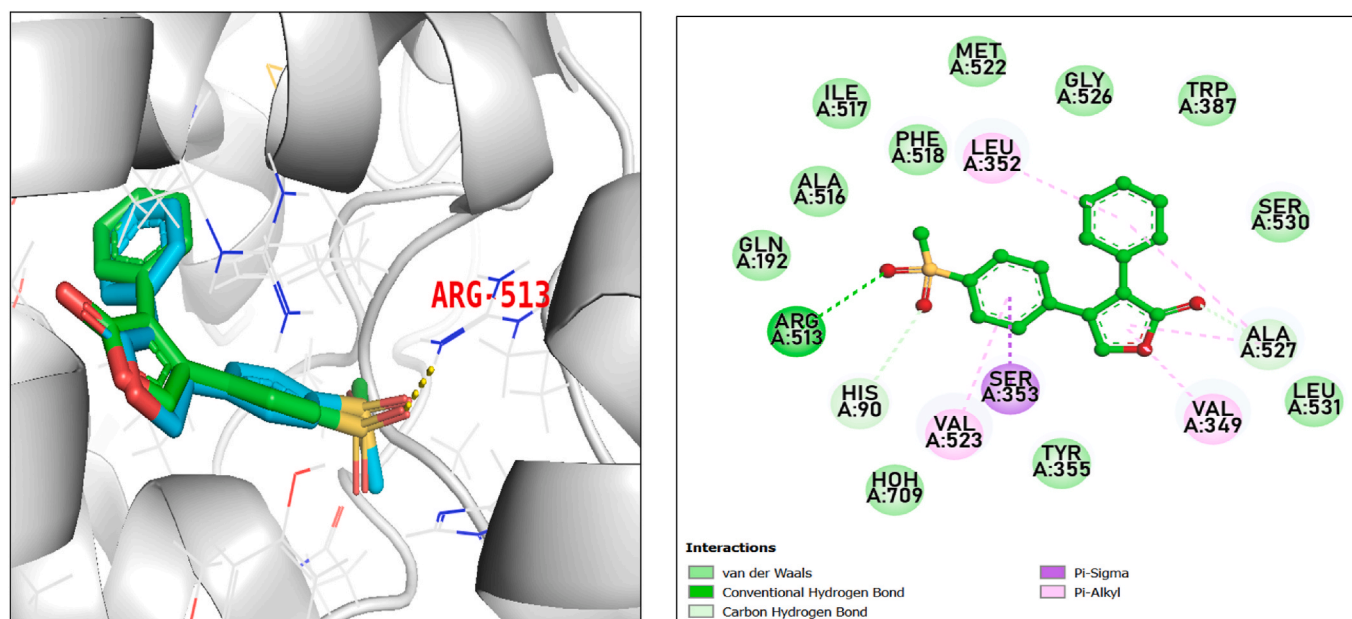 ARG-513
MET
A:522
GLY
A:526
TRP
A:387
ILE
A:517
PHE
A:518
LEU
A:352
ALA
A:516
SER
A:530
GLN
A:192
ARG
A:513
ALA
A:527
HIS
A:90
SER
A:353
VAL
A:523
VAL
A:349
LEU
A:531
TYR
A:355
HOH
A:709
Interactions
van der Waals
Conventional Hydrogen Bond
Carbon Hydrogen Bond
Pi-Sigma
Pi-Alkyl